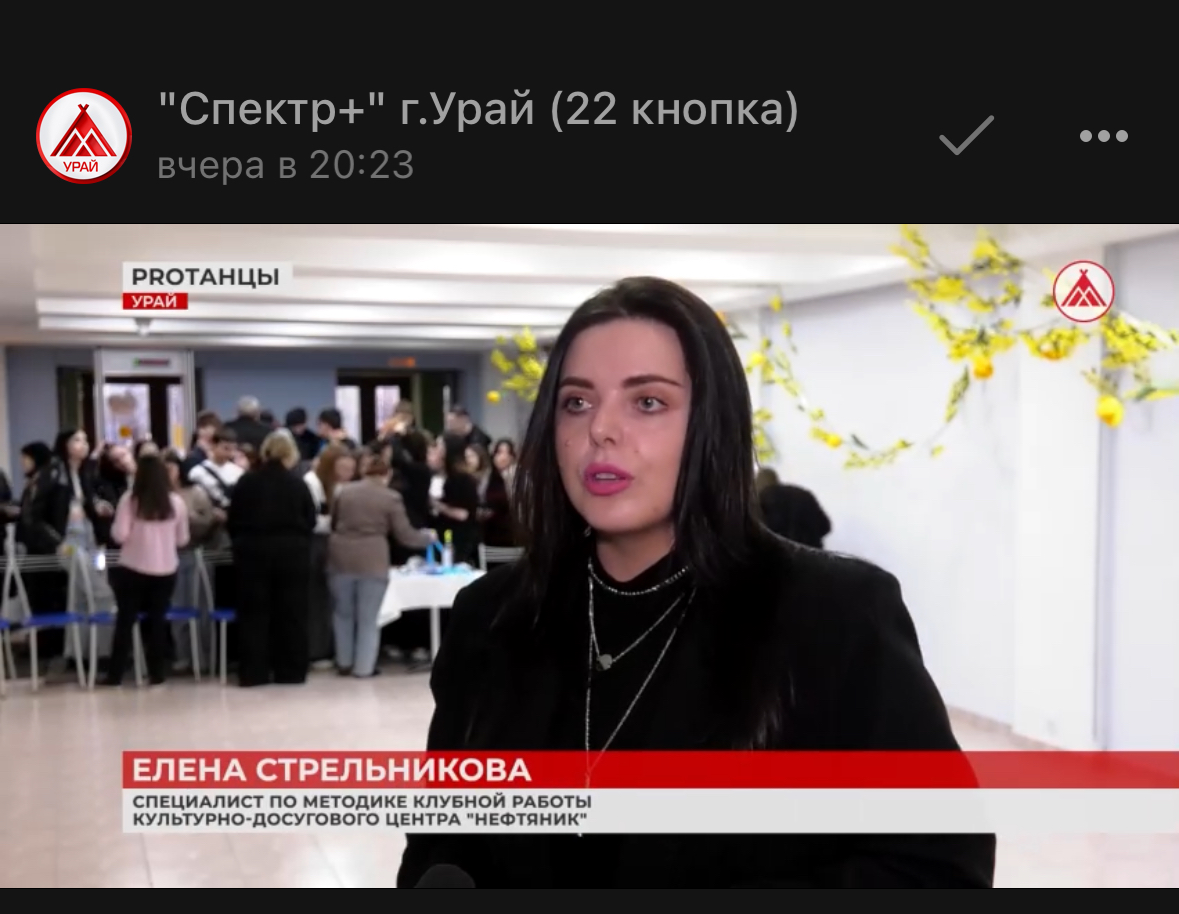 "Спектр+" г.Урай (22 кнопка)
вчера в 20:23
УРАЙ
PROТАНЦЫ
УРАЙ
ЕЛЕНА СТРЕЛЬНИКОВА
СПЕЦИАЛИСТ ПО МЕТОДИКЕ КЛУБНОЙ РАБОТЫ
КУЛЬТУРНО-ДОСУГОВОГО ЦЕНТРА "НЕФТЯНИК"